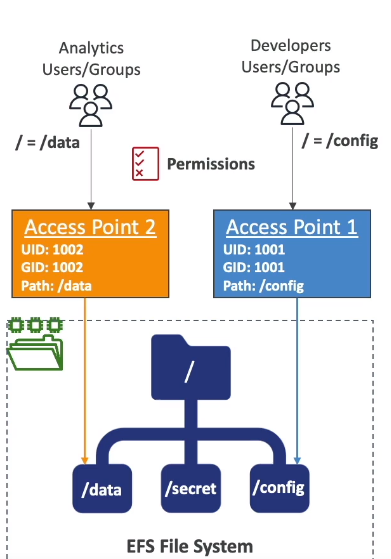 Analytics
Users/Groups
Developers
Users/Groups
/ = /data
/ = /config
Permissions
Access Point 2
UID: 1002
GID: 1002
Path: /data
Access Point 1
UID: 1001
GID: 1001
Path: /config
/
/data
/secret
/config
EFS File System